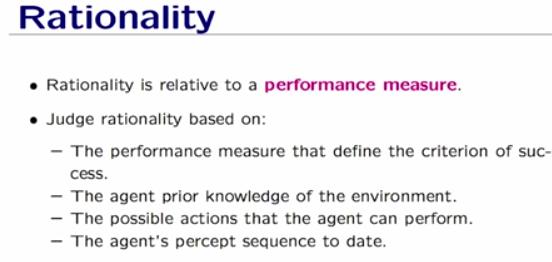 Rationality
• Rationality is relative to a performance measure.
• Judge rationality based on:
– The performance measure that define the criterion of suc-
cess.
– The agent prior knowledge of the environment.
– The possible actions that the agent can perform.
– The agent's percept sequence to date.